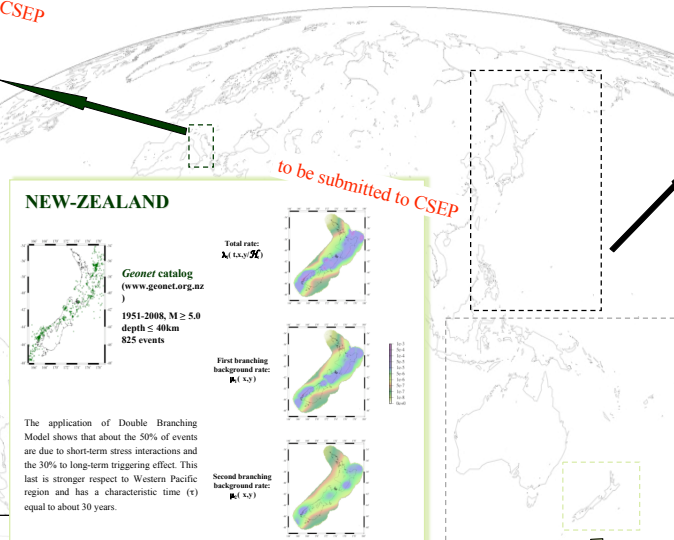 CSEP
to be submitted to CSEP
NEW-ZEALAND
Geonet catalog
(www.geonet.org.nz
)
1951-2008, M ≥ 5.0
depth ≤ 40km
825 events
Total rate:
λ( t,x,y/ℋ)
First branching
background rate:
μ₁( x,y)
Second branching
background rate:
μ₂( x,y)
The application of Double Branching
Model shows that about the 50% of events
are due to short-term stress interactions and
the 30% to long-term triggering effect. This
last is stronger respect to Western Pacific
region and has a characteristic time (τ)
equal to about 30 years.